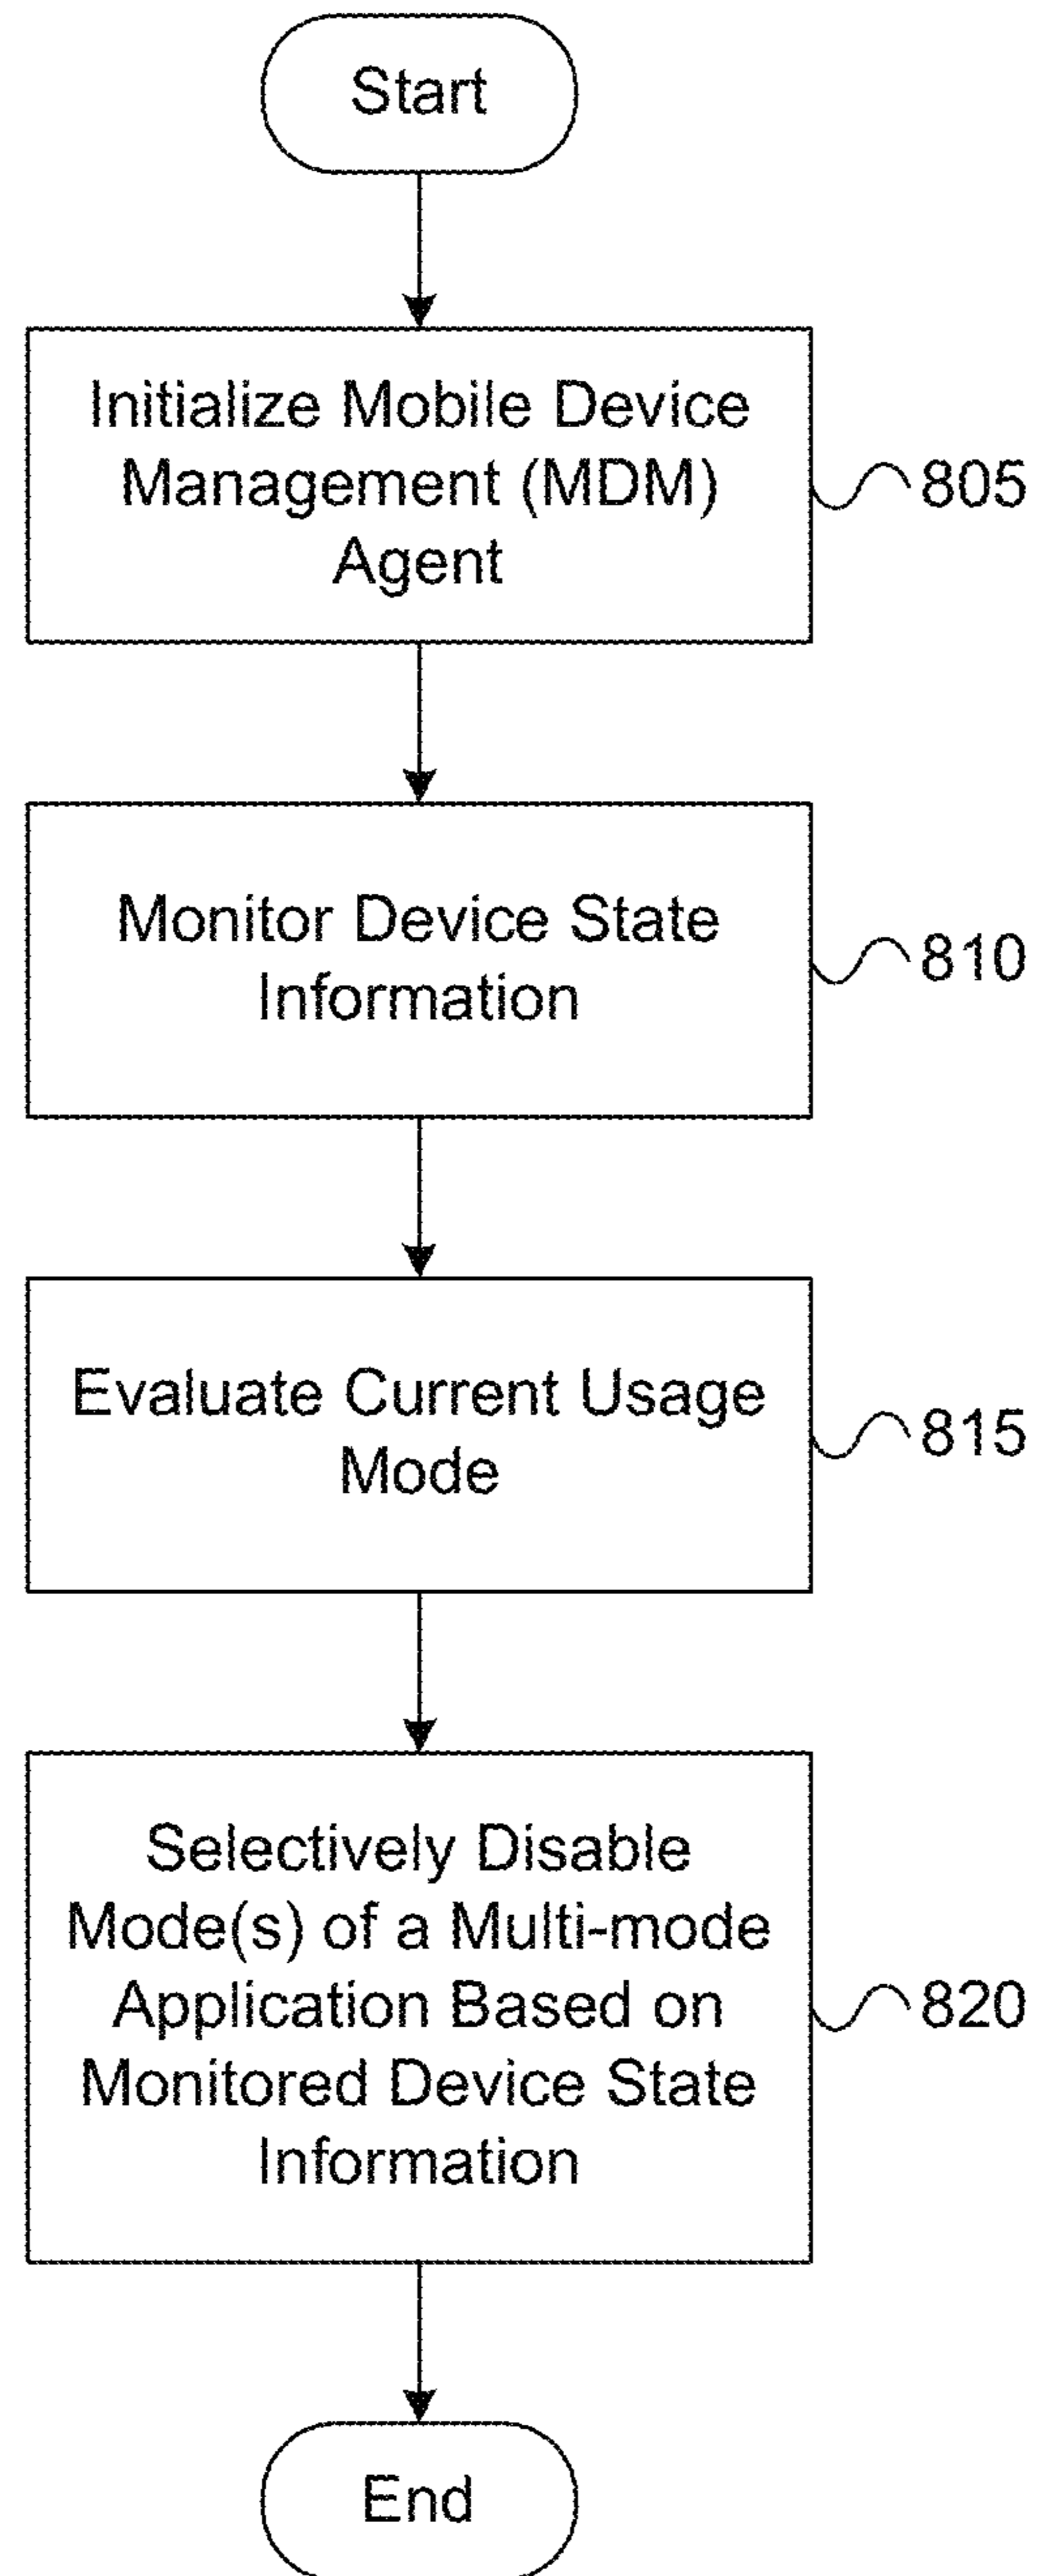 Start
Initialize Mobile Device
Management (MDM)
Agent
805
Monitor Device State
Information
810
Evaluate Current Usage
Mode
815
Selectively Disable
Mode(s) of a Multi-mode
Application Based on
Monitored Device State
Information
820
End